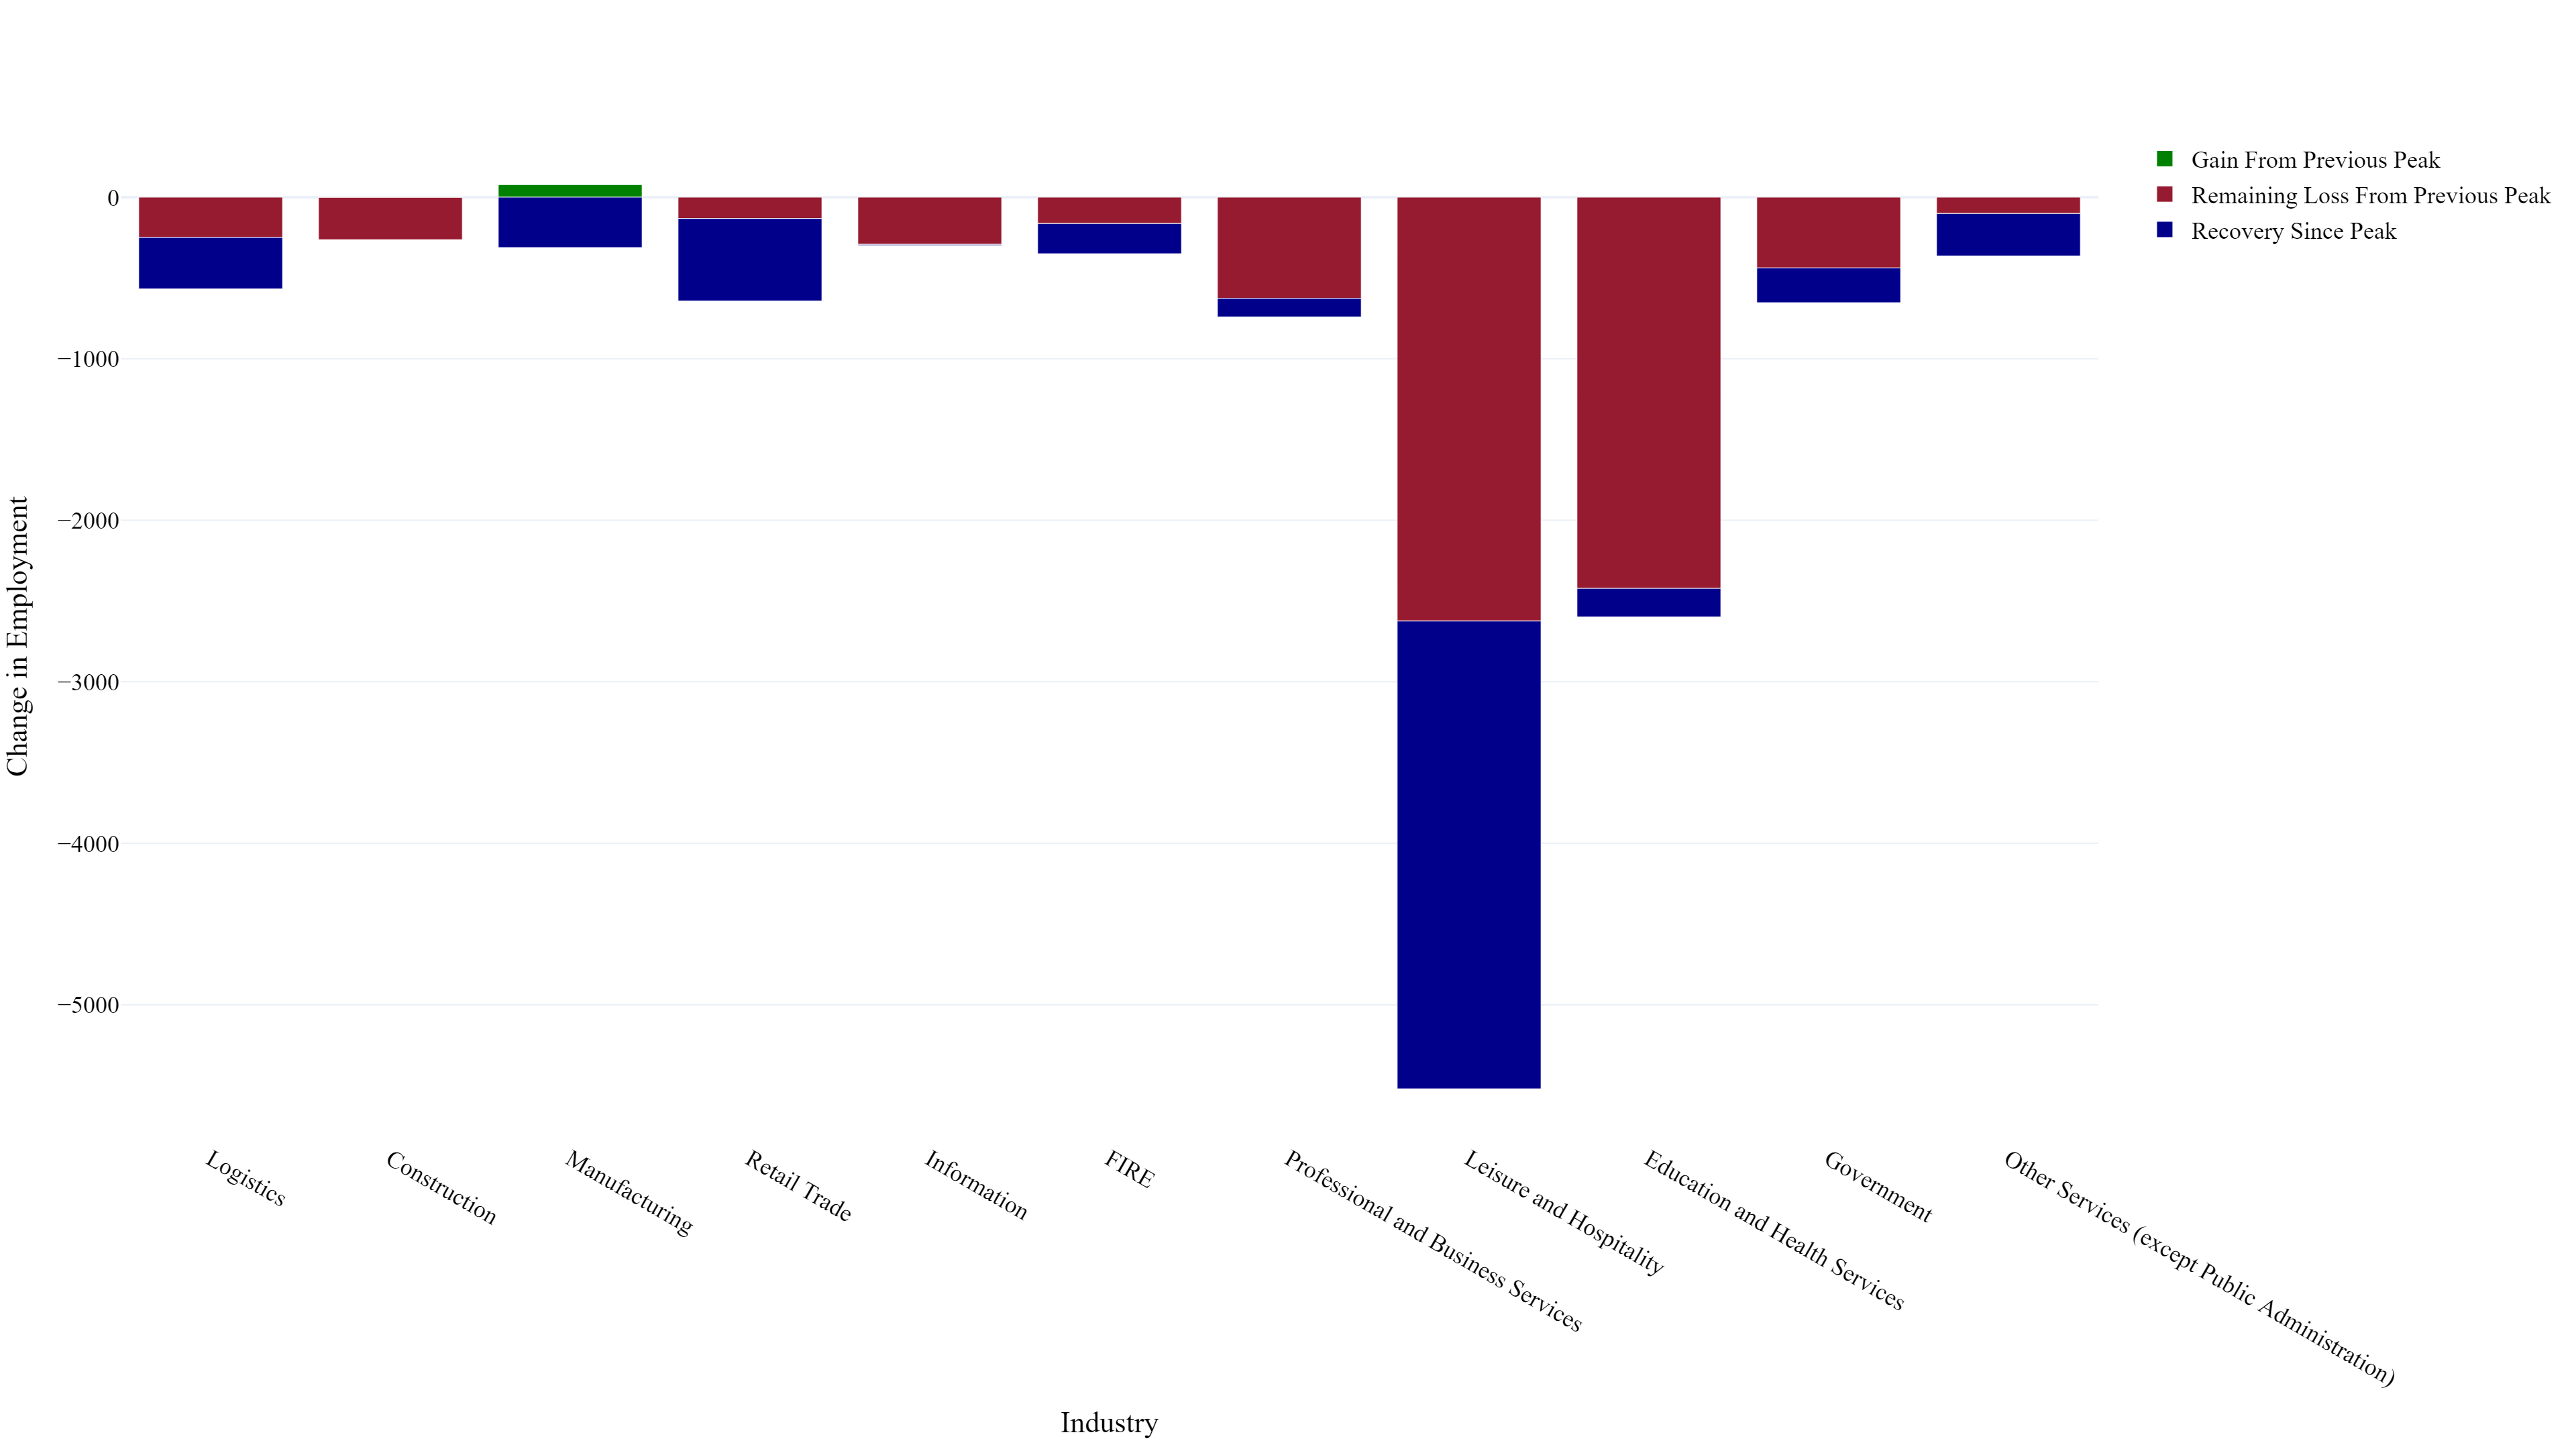 Gain From Previous Peak
Remaining Loss From Previous Peak
Recovery Since Peak
0
−1000
−2000
−3000
−4000
−5000
Change in Employment
Logistics
Construction
Manufacturing
Retail Trade
Information
FIRE
Professional and Business Services
Leisure and Hospitality
Education and Health Services
Government
Other Services (except Public Administration)
Industry